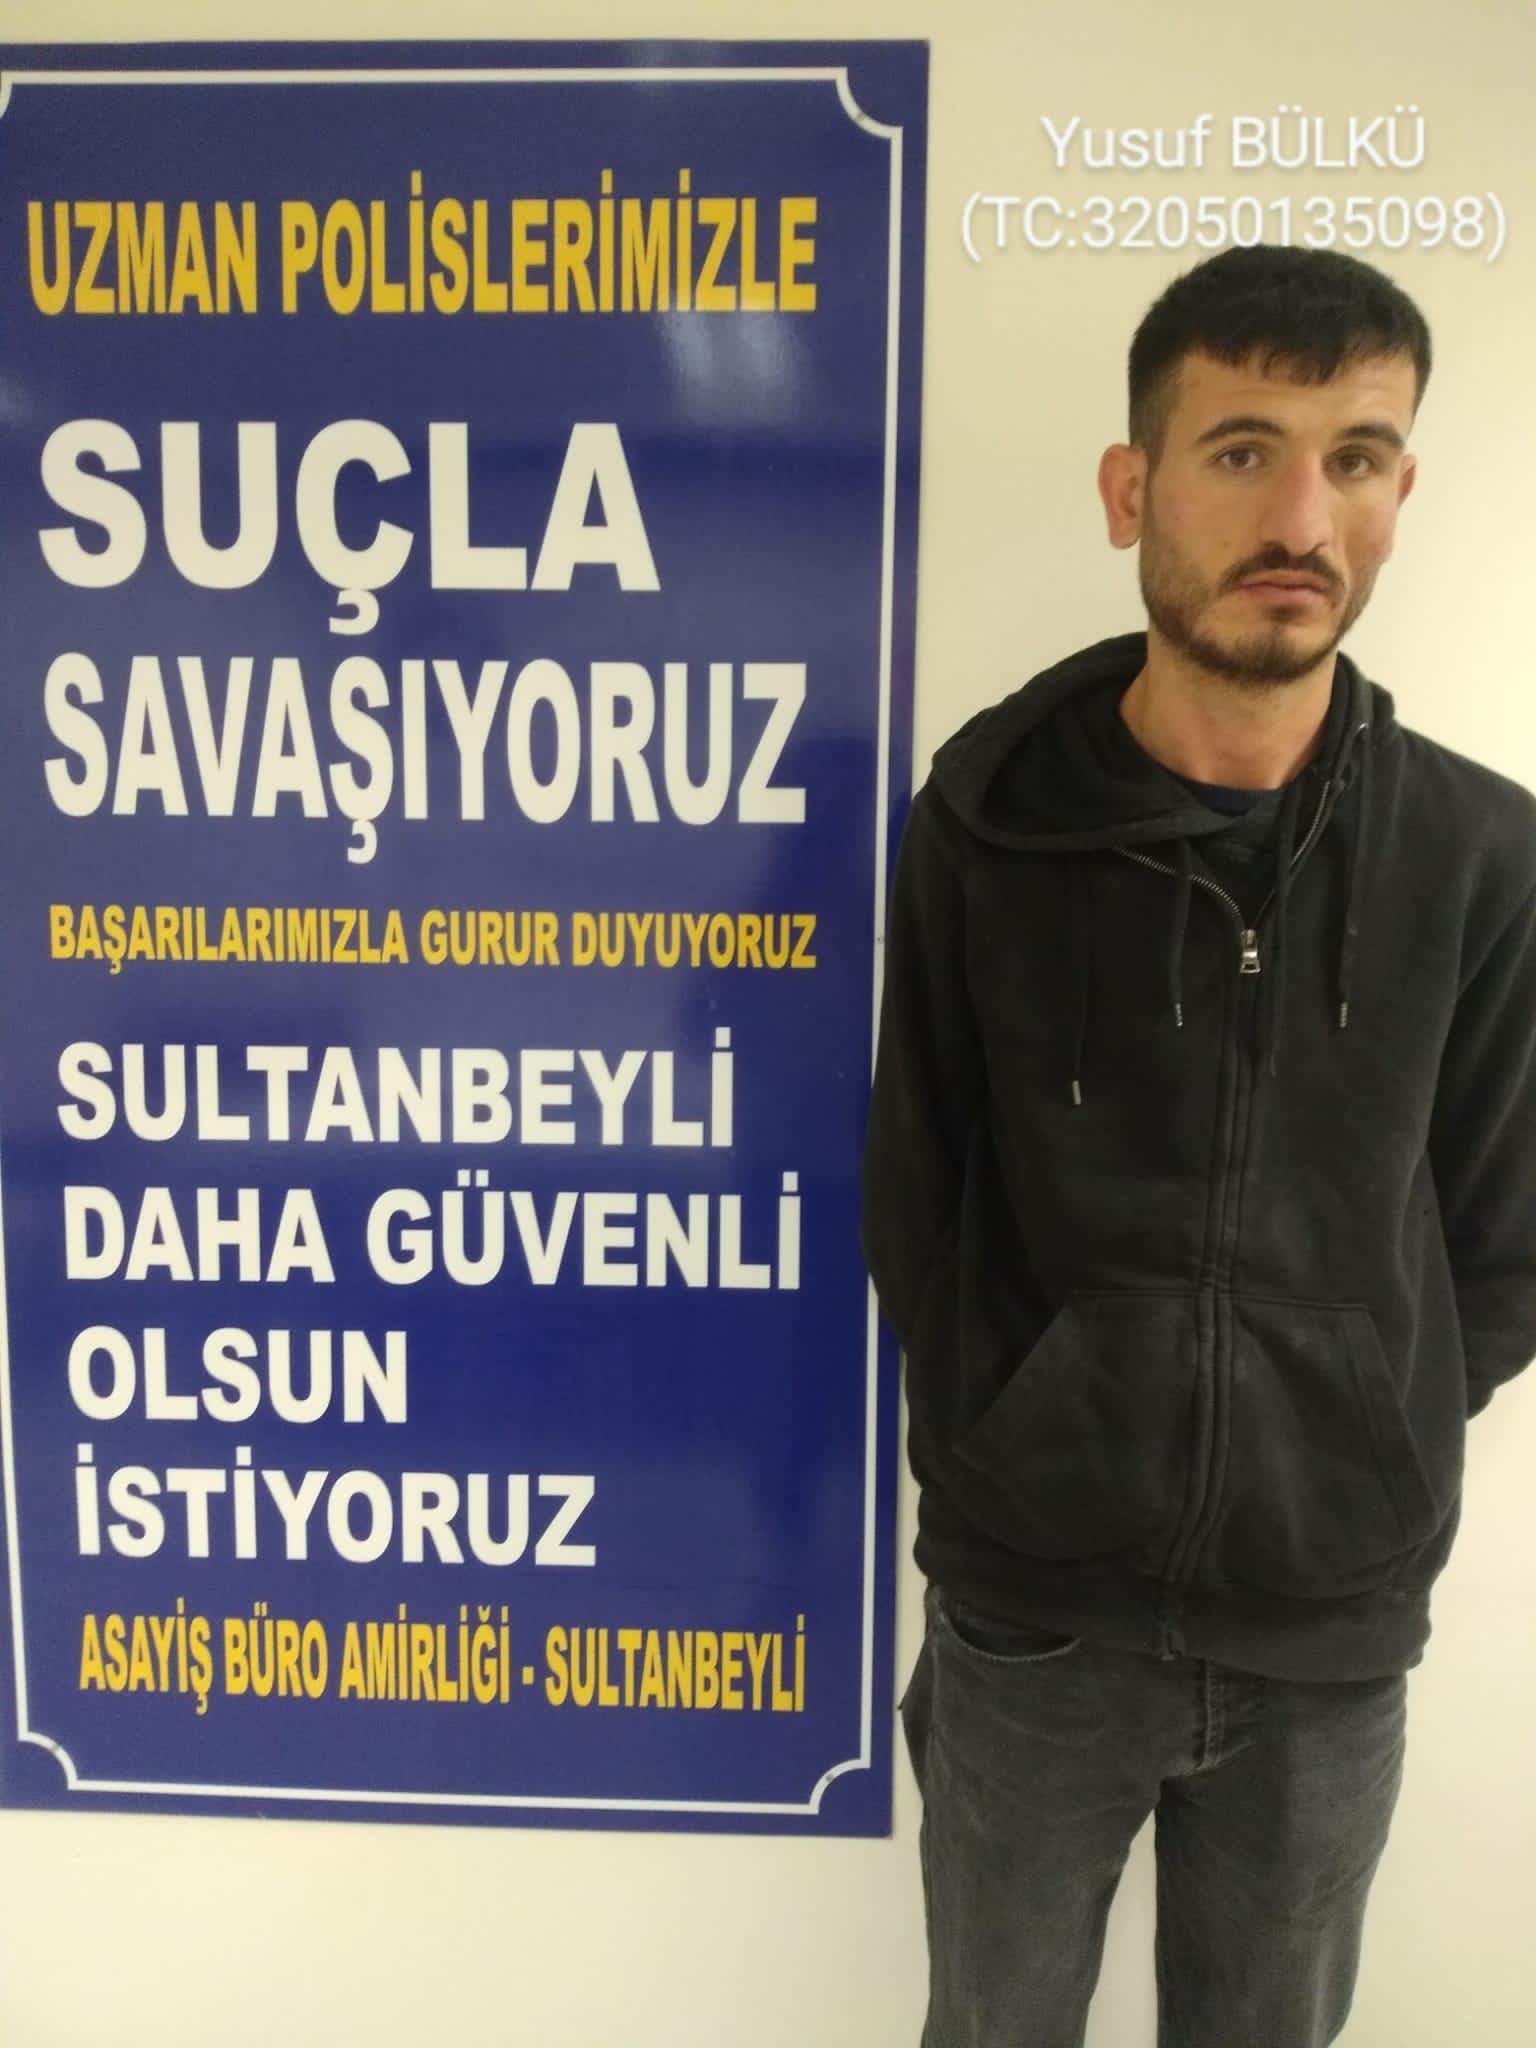 Yusuf BÜLKÜ
(TC:32050135098)
UZMAN POLİSLERİMİZLE
SUÇLA
SAVAŞIYORUZ
BAŞARILARIMIZLA GURUR DUYUYORUZ
SULTANBEYLİ
DAHA GÜVENLİ
OLSUN
İSTİYORUZ
ASAYİŞ BÜRO AMİRLİĞİ - SULTANBEYLİ